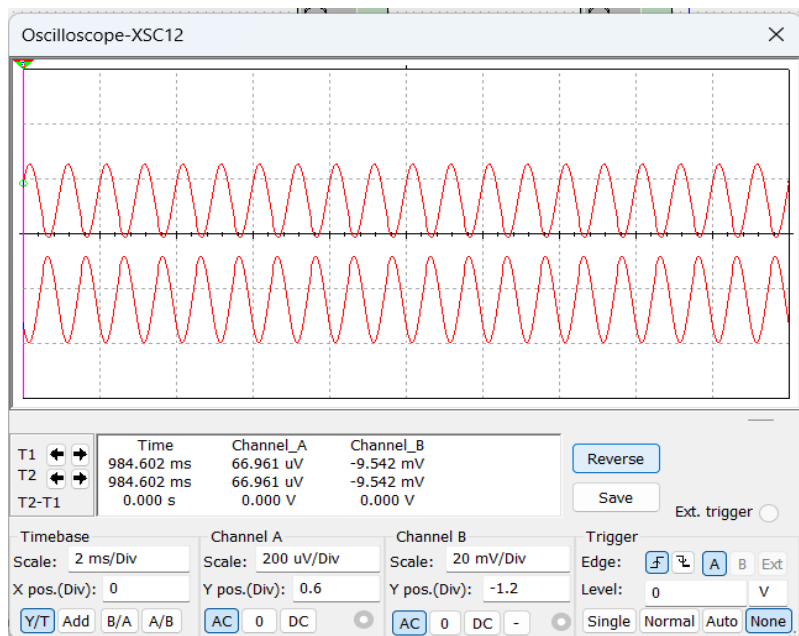 Oscilloscope-XSC12
Time Channel_A Channel_B
T1 984.602 ms 66.961 uV -9.542 mV
T2 984.602 ms 66.961 uV -9.542 mV
T2-T1 0.000 s 0.000 V 0.000 V
Reverse
Save
Ext. trigger
Timebase
Scale: 2 ms/Div
X pos.(Div): 0
Y/T Add B/A A/B
Channel A
Scale: 200 uV/Div
Y pos.(Div): 0.6
AC 0 DC
Channel B
Scale: 20 mV/Div
Y pos.(Div): -1.2
AC 0 DC -
Trigger
Edge: A B Ext
Level: 0 V
Single Normal Auto None